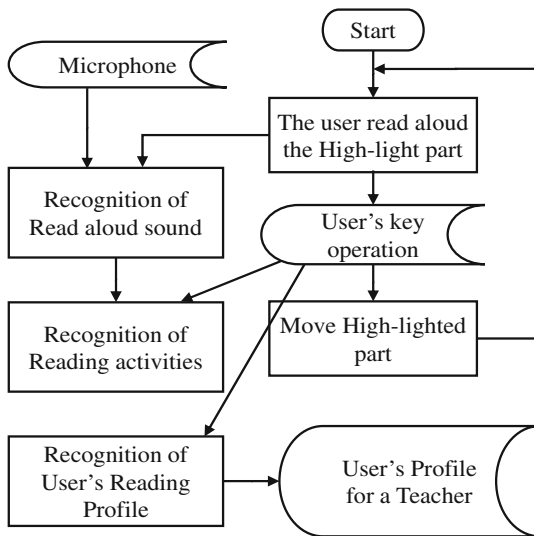 Start
Microphone
The user read aloud
the High-light part
Recognition of
Read aloud sound
User's key
operation
Recognition of
Reading activities
Move High-lighted
part
Recognition of
User's Reading
Profile
User's Profile
for a Teacher